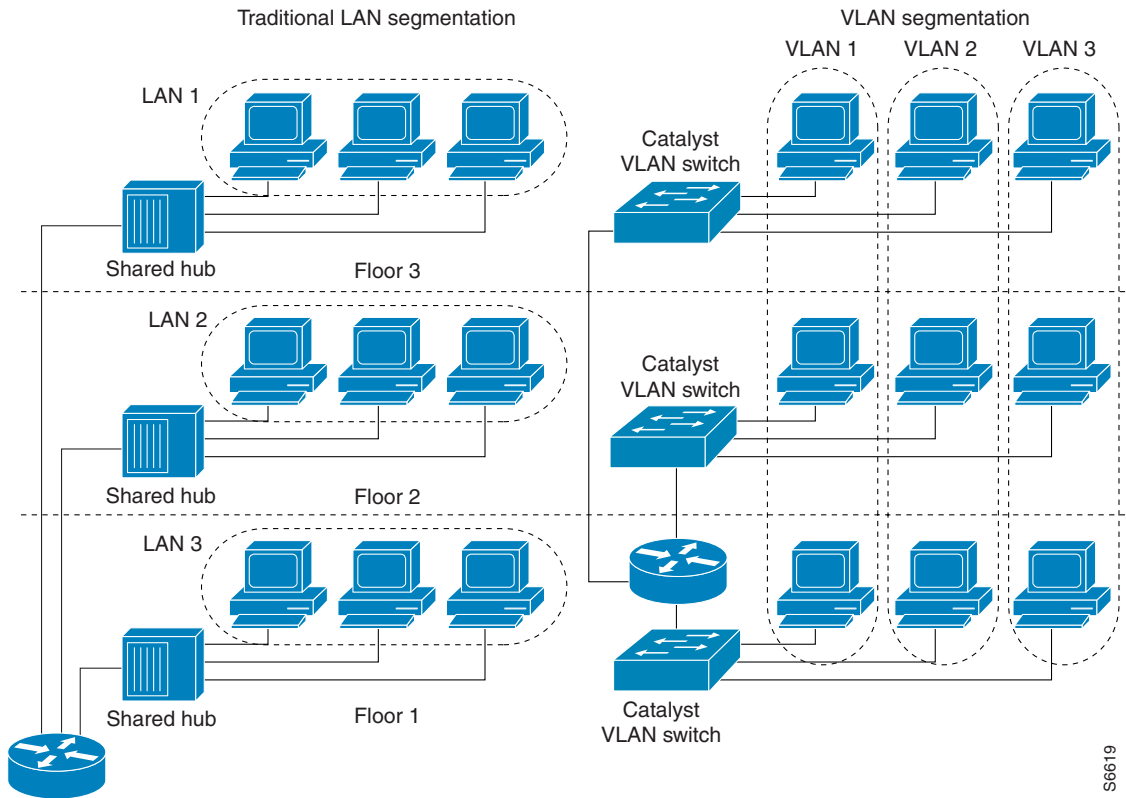 Traditional LAN segmentation
VLAN segmentation
VLAN 1
VLAN 2
VLAN 3
LAN 1
Catalyst
VLAN switch
Shared hub
Floor 3
LAN 2
Catalyst
VLAN switch
Shared hub
Floor 2
LAN 3
Shared hub
Floor 1
Catalyst
VLAN switch
S6619